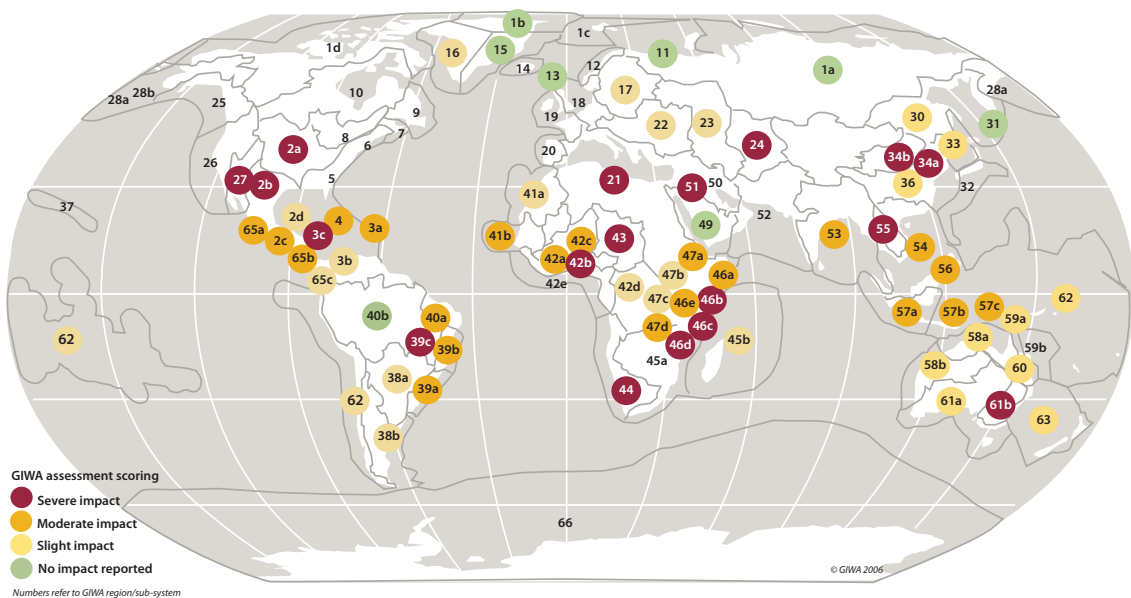 1b
1c
1d
16
15
14
13
12
11
1a
28a
28b
25
10
9
17
18
19
28a
30
31
8
7
6
22
23
33
2a
20
24
34b
34a
26
27
2b
5
21
51
50
36
32
37
41a
52
65a
2d
4
3a
2c
3c
41b
42c
43
49
53
55
54
65b
3b
42a
42b
47a
56
65c
42e
42d
47b
46a
47c
46e
46b
62
40b
40a
57a
57b
57c
59a
62
39c
39b
47d
46c
46d
45b
58a
59b
45a
58b
60
38a
39a
62
44
61a
61b
63
38b
GIWA assessment scoring
Severe impact
Moderate impact
Slight impact
No impact reported
66
© GIWA 2006
Numbers refer to GIWA region/sub-system